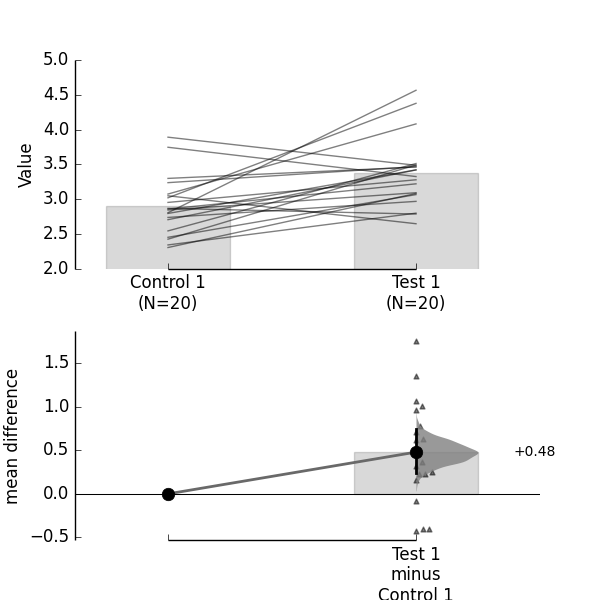 5.0
4.5
4.0
3.5
3.0
2.5
2.0
Value
Control 1
(N=20)
Test 1
(N=20)
1.5
1.0
0.5
0.0
−0.5
mean difference
+0.48
Test 1
minus
Control 1